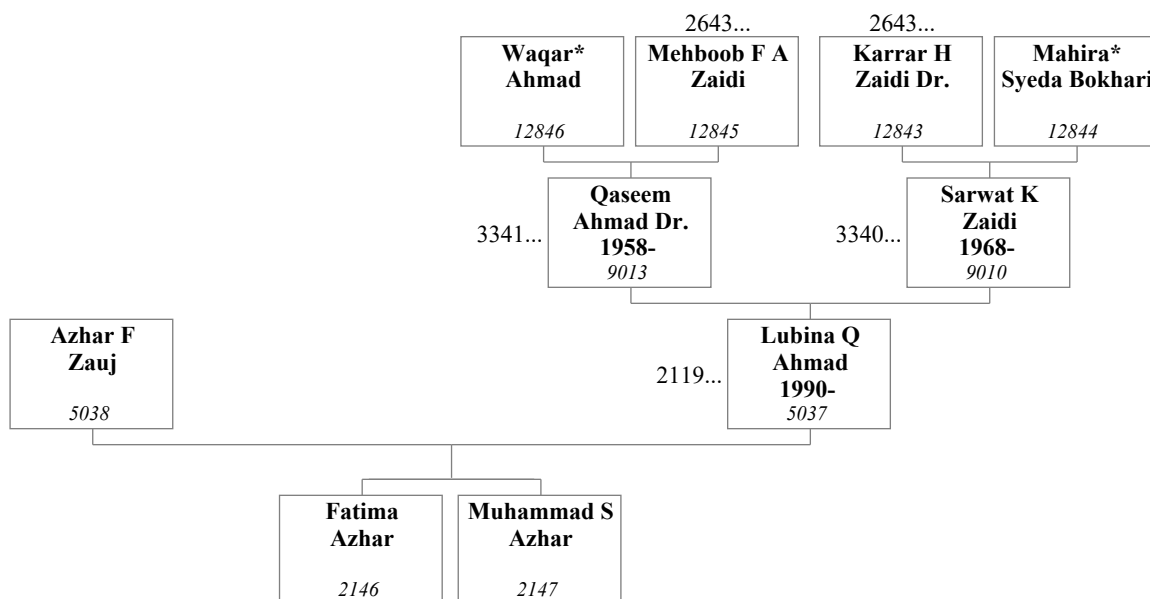 2643...
2643...
Waqar*
Ahmad
12846
Mehboob F A
Zaidi
12845
Karrar H
Zaidi Dr.
12843
Mahira*
Syeda Bokhari
12844
3341...
Qaseem
Ahmad Dr.
1958-
9013
3340...
Sarwat K
Zaidi
1968-
9010
Azhar F
Zauj
5038
2119...
Lubina Q
Ahmad
1990-
5037
Fatima
Azhar
2146
Muhammad S
Azhar
2147